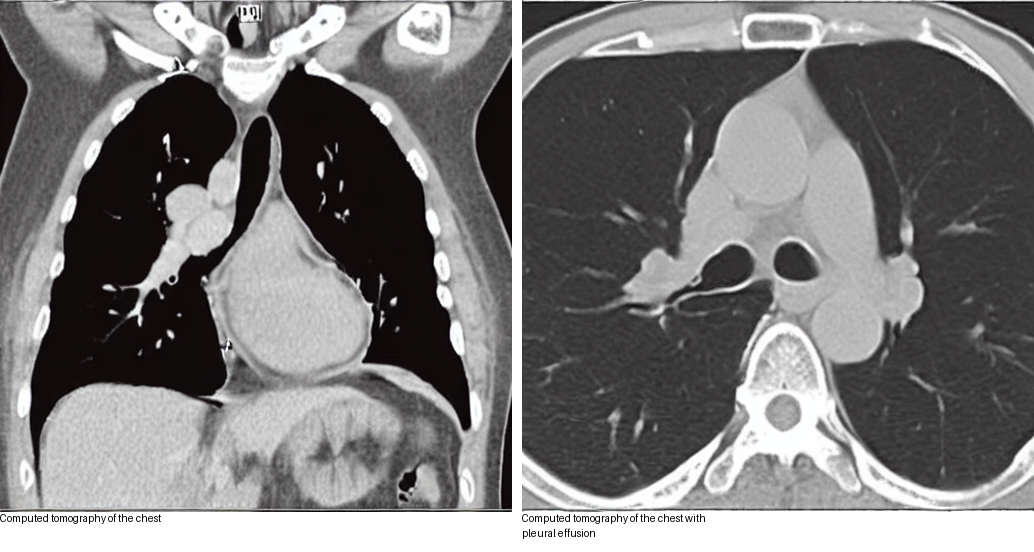 Computed tomography of the chest
Computed tomography of the chest with
pleural effusion